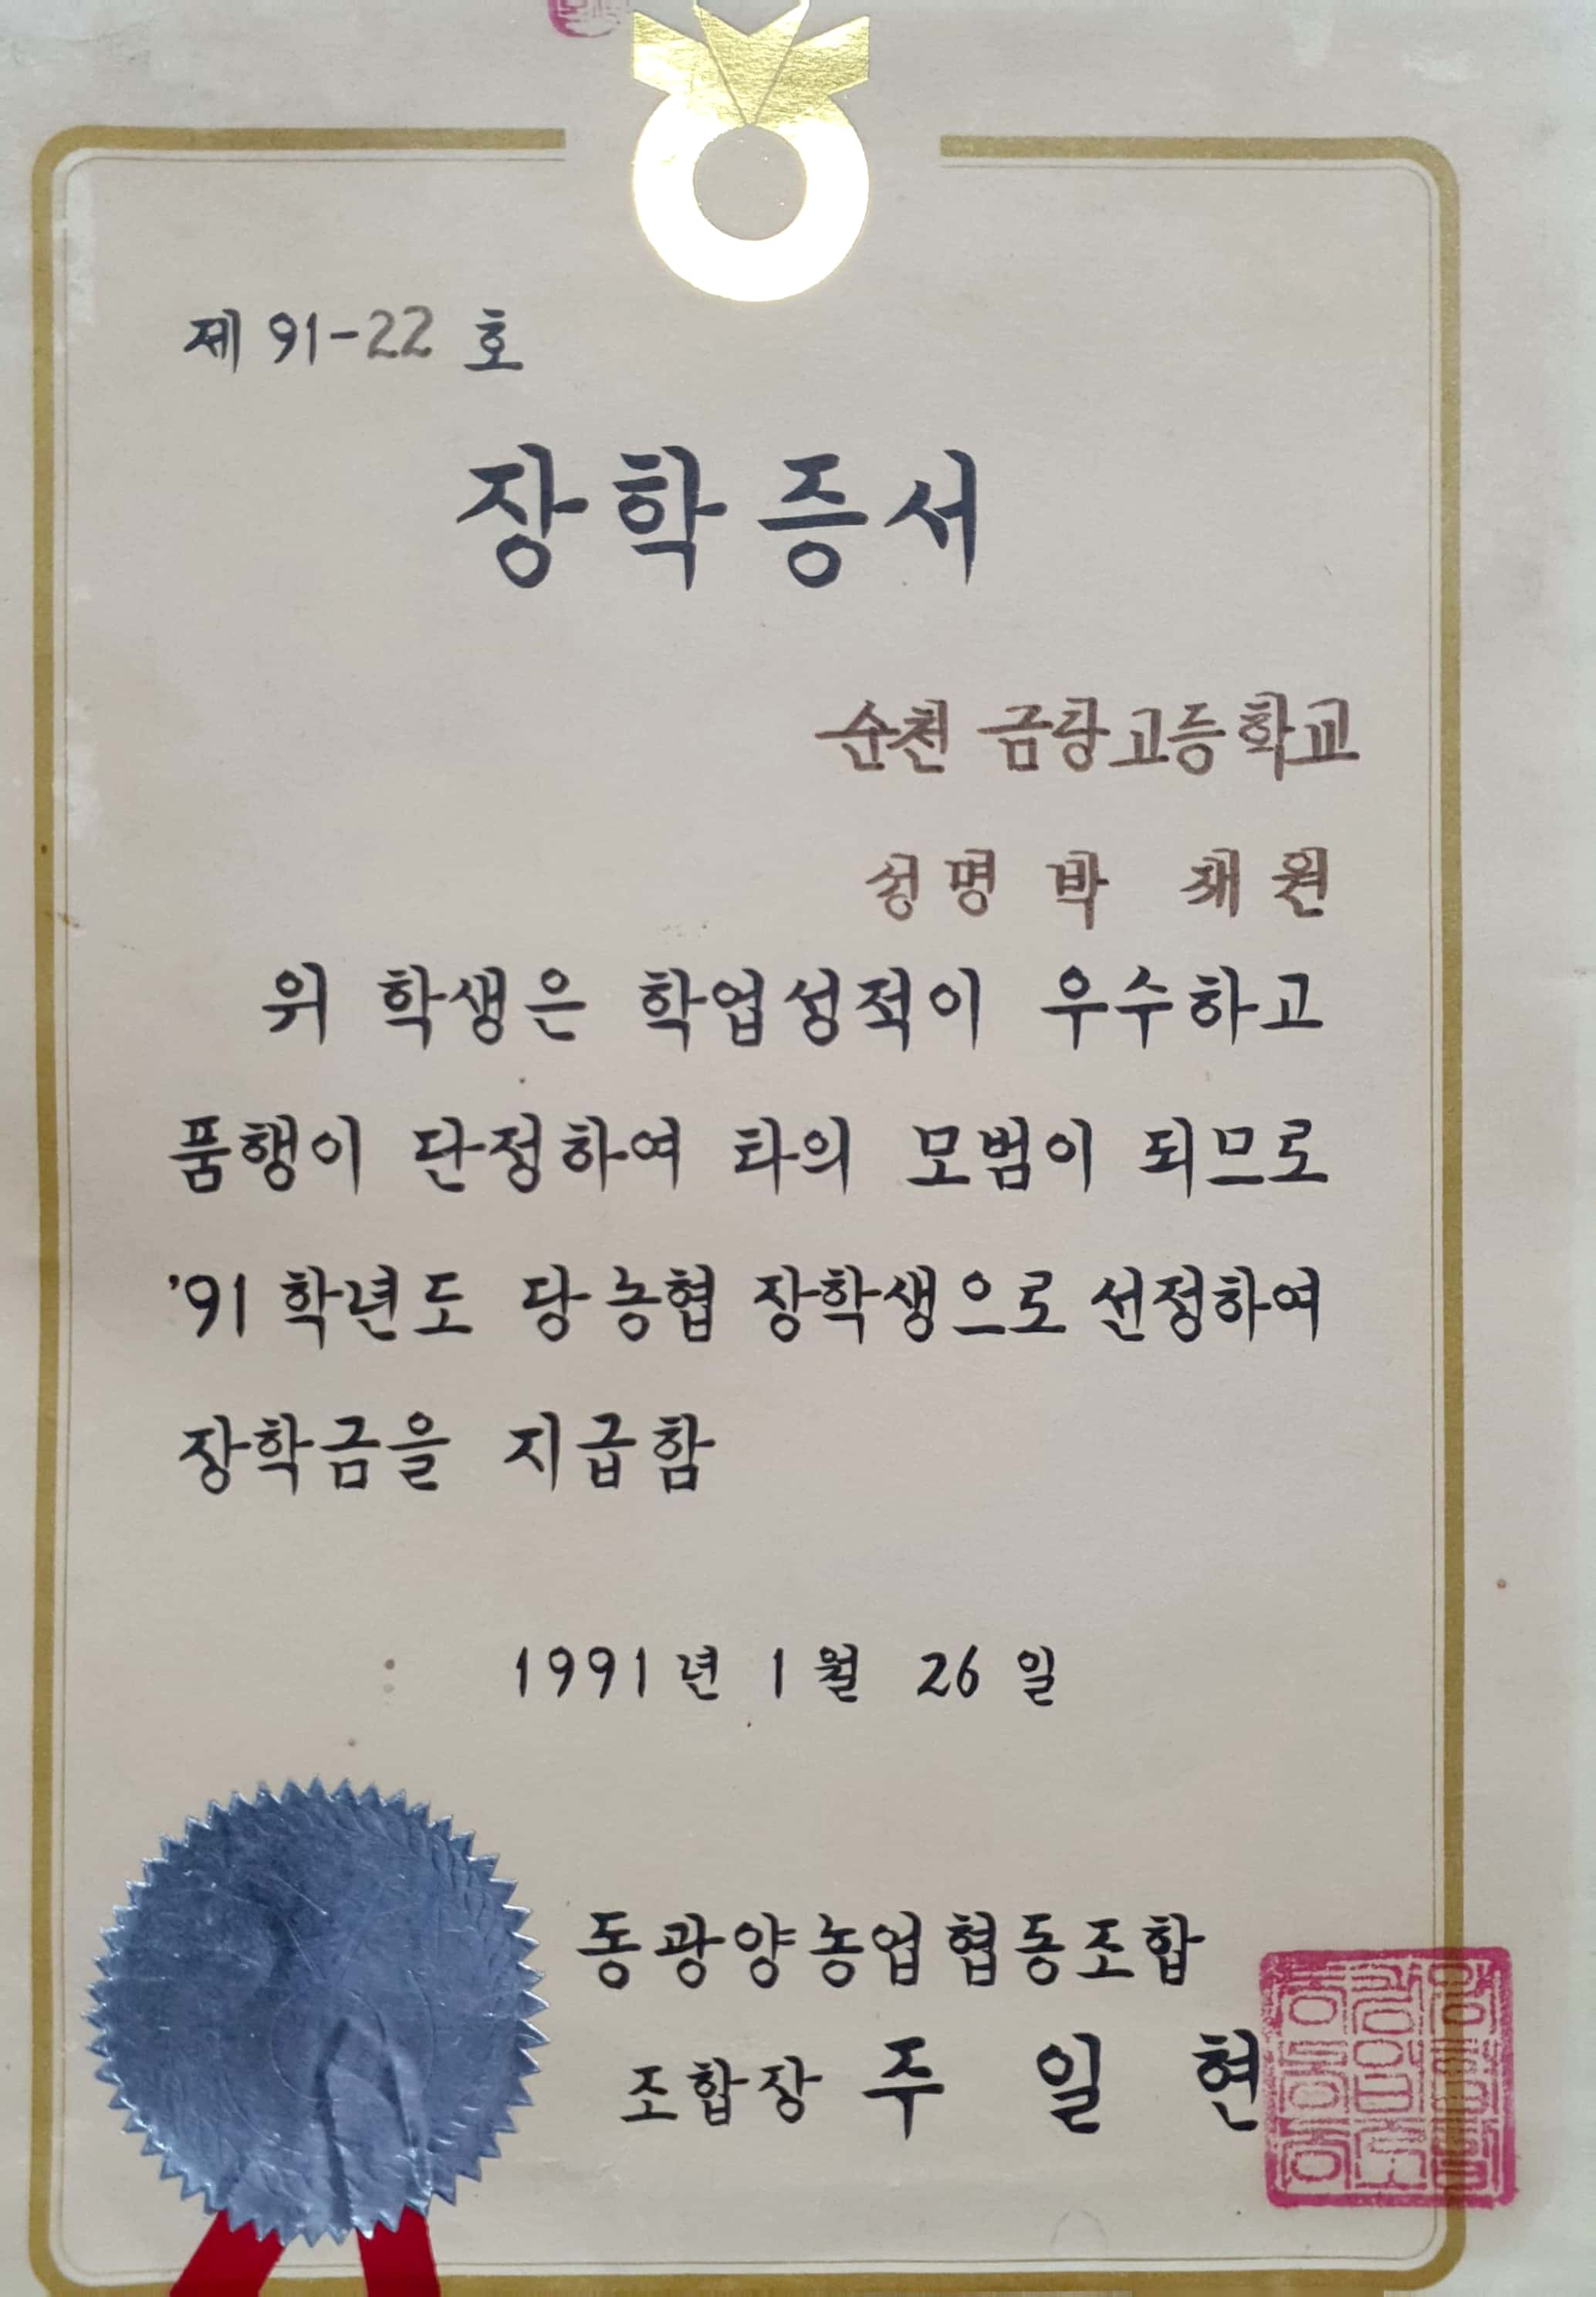 제 91-22 호
장학증서
순천 금당고등학교
성명 박 채원
위 학생은 학업성적이 우수하고
품행이 단정하여 타의 모범이 되므로
'91 학년도 당 농협 장학생으로 선정하여
장학금을 지급함
1991년 1월 26일
동광양농업협동조합
조합장 주 일 현